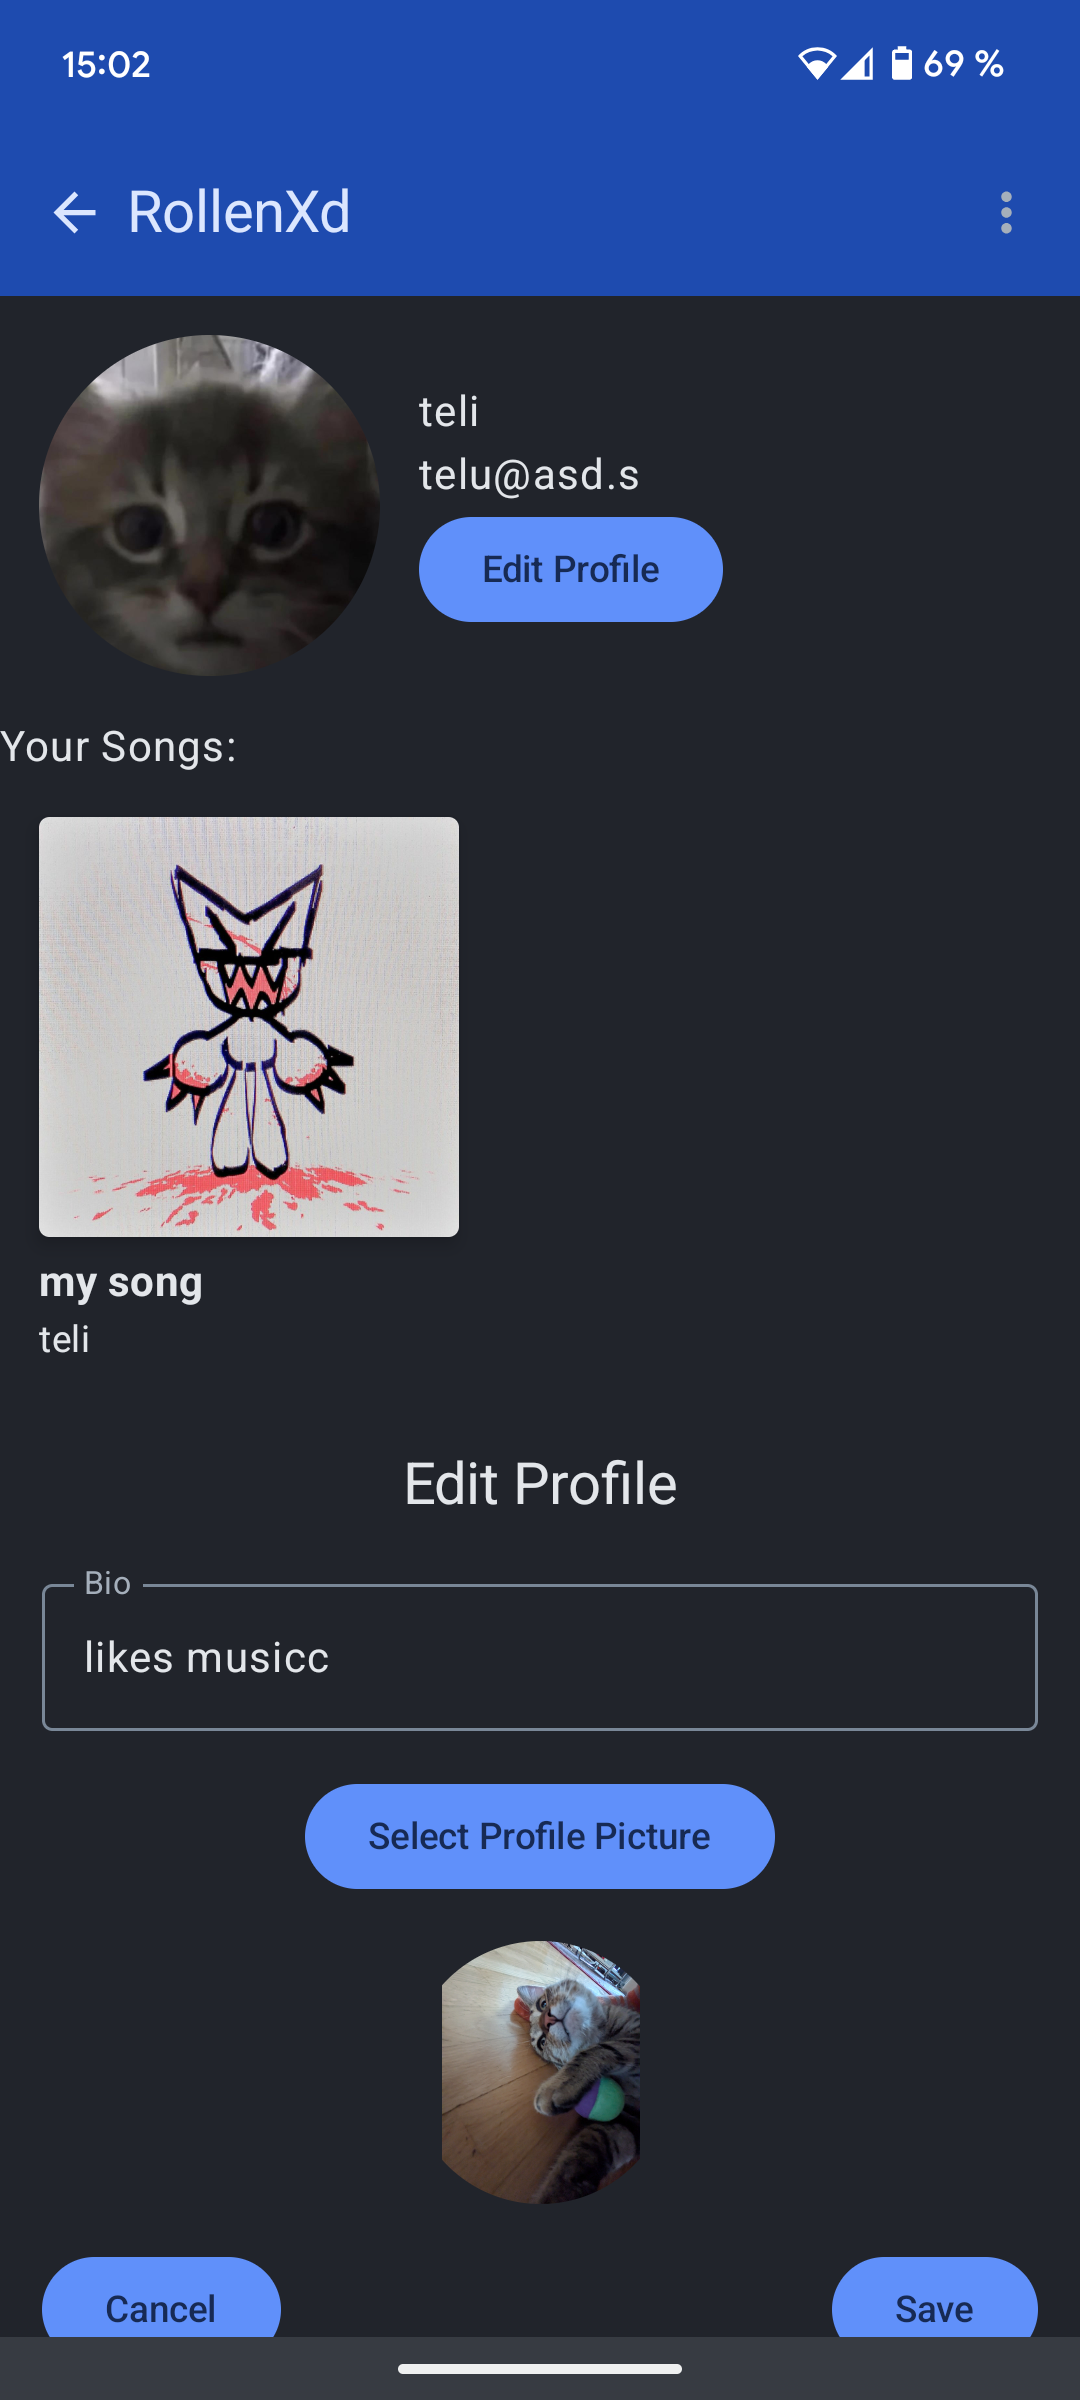 15:02
69 %
RollenXd
teli
telu@asd.s
Edit Profile
Your Songs:
my song
teli
Edit Profile
Bio
likes musicc
Select Profile Picture
Cancel
Save